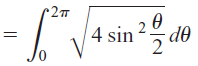 = ∫₀^{2π} √(4 sin² θ/2) dθ